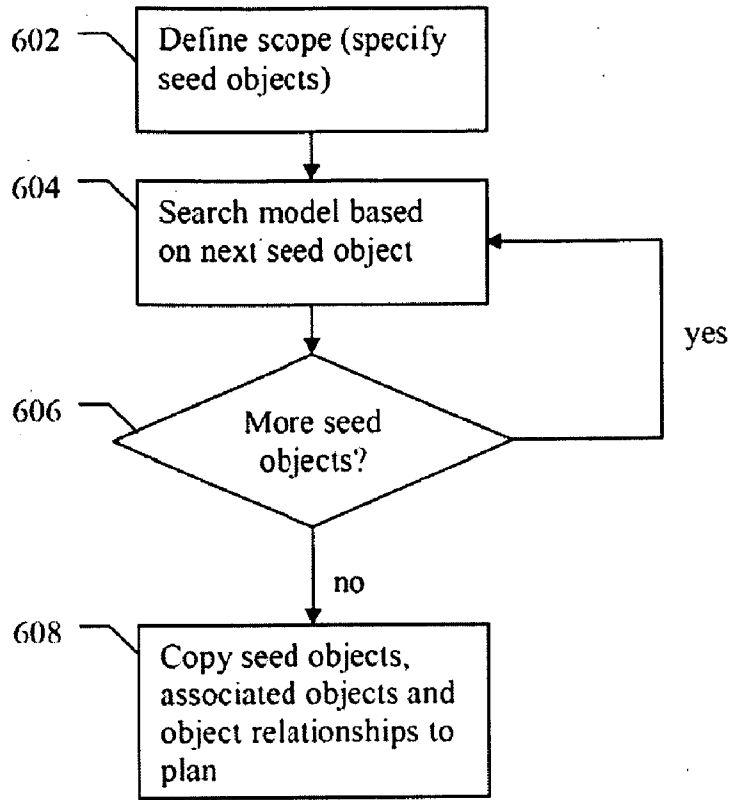 602
Define scope (specify
seed objects)
604
Search model based
on next seed object
yes
606
More seed
objects?
no
608
Copy seed objects,
associated objects and
object relationships to
plan